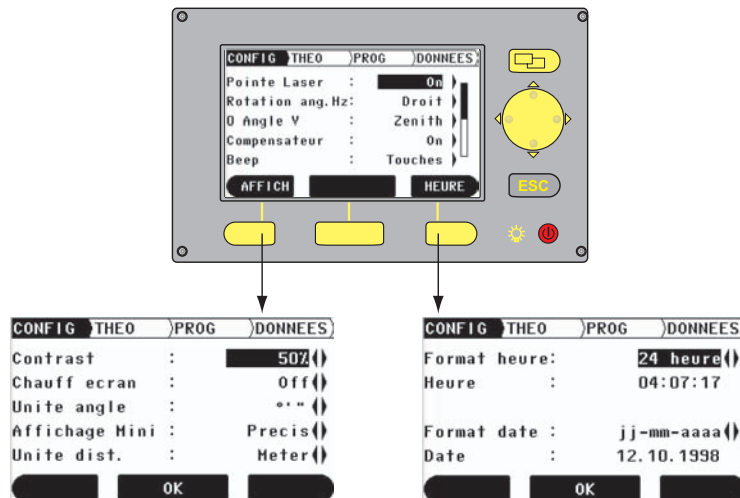 CONFIG THEO PROG DONNEES
Pointe Laser : On
Rotation ang.Hz: Droit
0 Angle V : Zenith
Compensateur : On
Beep : Touches
AFFICH HEURE
ESC
CONFIG THEO PROG DONNEES
Contrast : 50%
Chauff ecran : Off
Unite angle : ° ' "
Affichage Mini : Precis
Unite dist. : Meter
OK
CONFIG THEO PROG DONNEES
Format heure: 24 heure
Heure : 04:07:17
Format date : jj-mm-aaaa
Date : 12.10.1998
OK